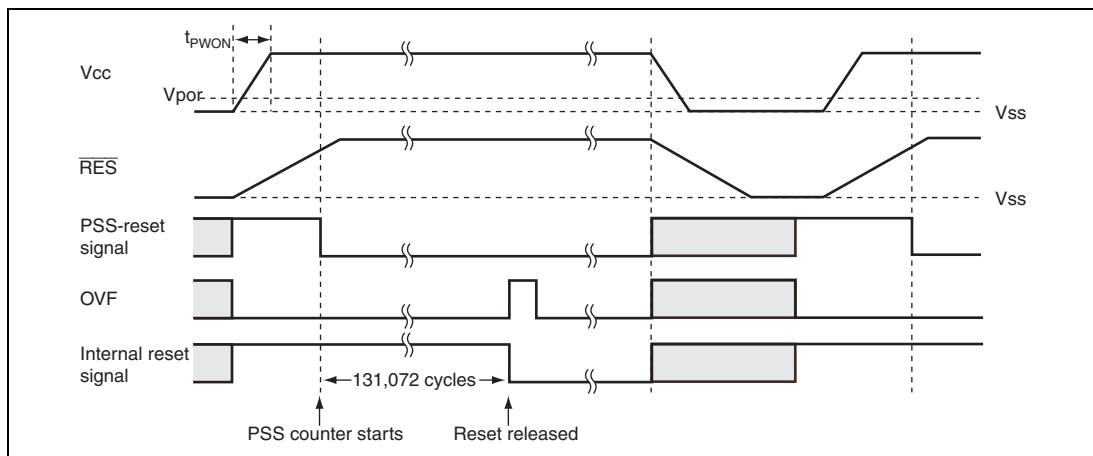 tPWON
Vcc
Vpor
Vss
RES
Vss
PSS-reset
signal
OVF
Internal reset
signal
131,072 cycles
PSS counter starts
Reset released